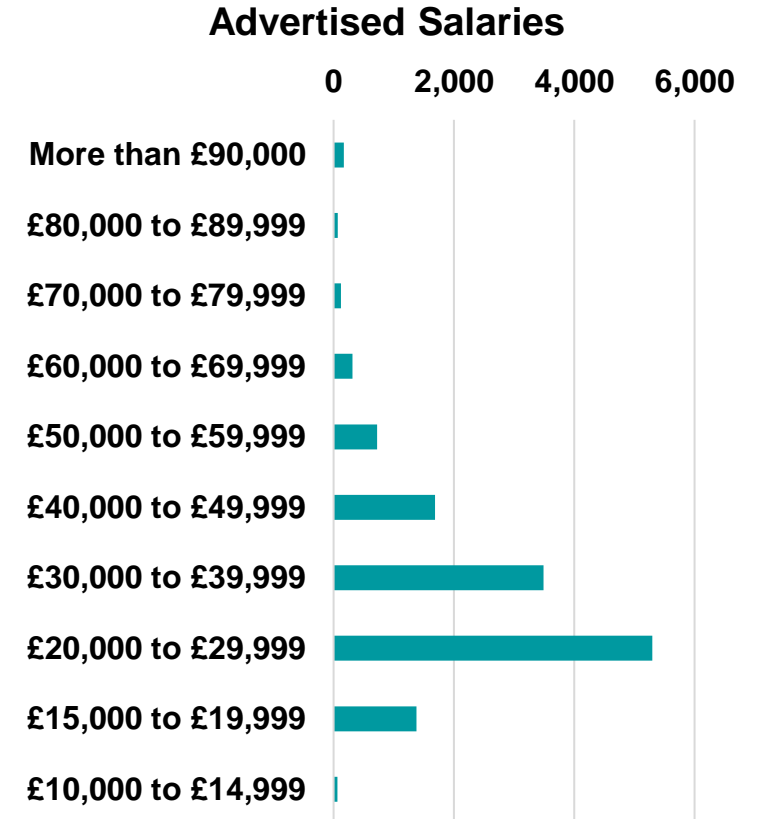 Advertised Salaries
0 2,000 4,000 6,000
More than £90,000
£80,000 to £89,999
£70,000 to £79,999
£60,000 to £69,999
£50,000 to £59,999
£40,000 to £49,999
£30,000 to £39,999
£20,000 to £29,999
£15,000 to £19,999
£10,000 to £14,999